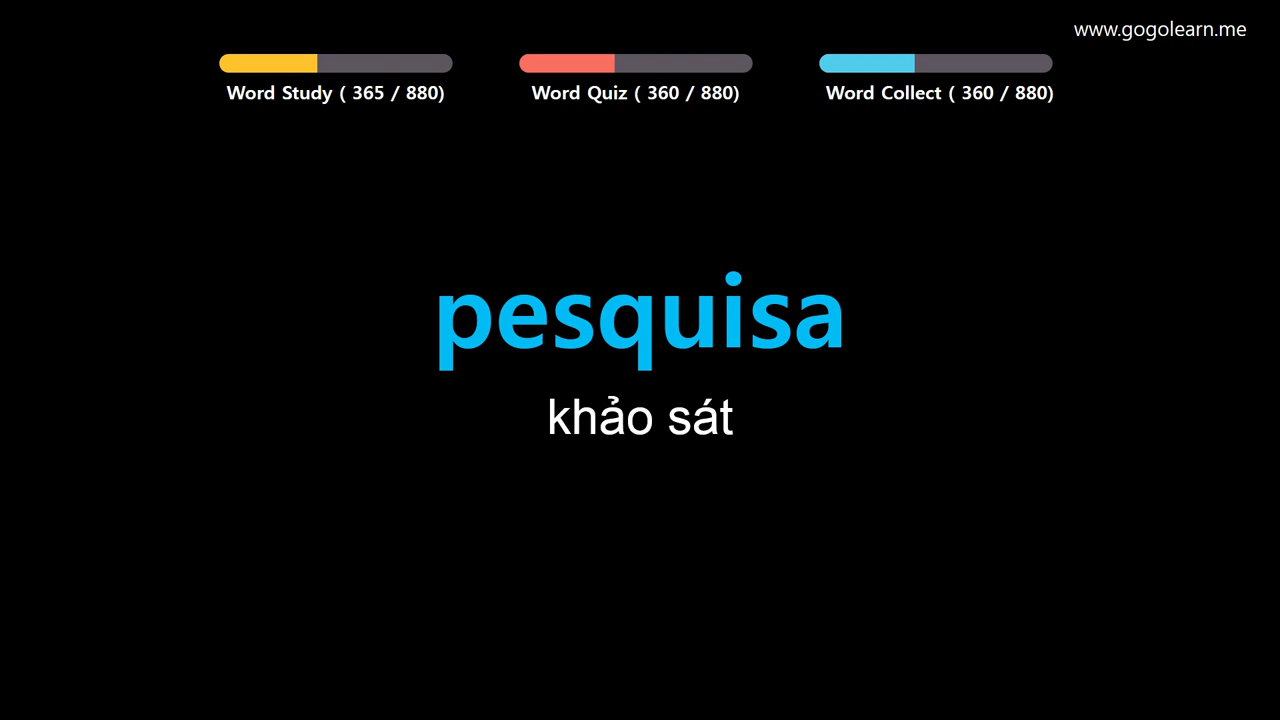 www.gogolearn.me
Word Study ( 365 / 880)
Word Quiz ( 360 / 880)
Word Collect ( 360 / 880)
pesquisa
khảo sát